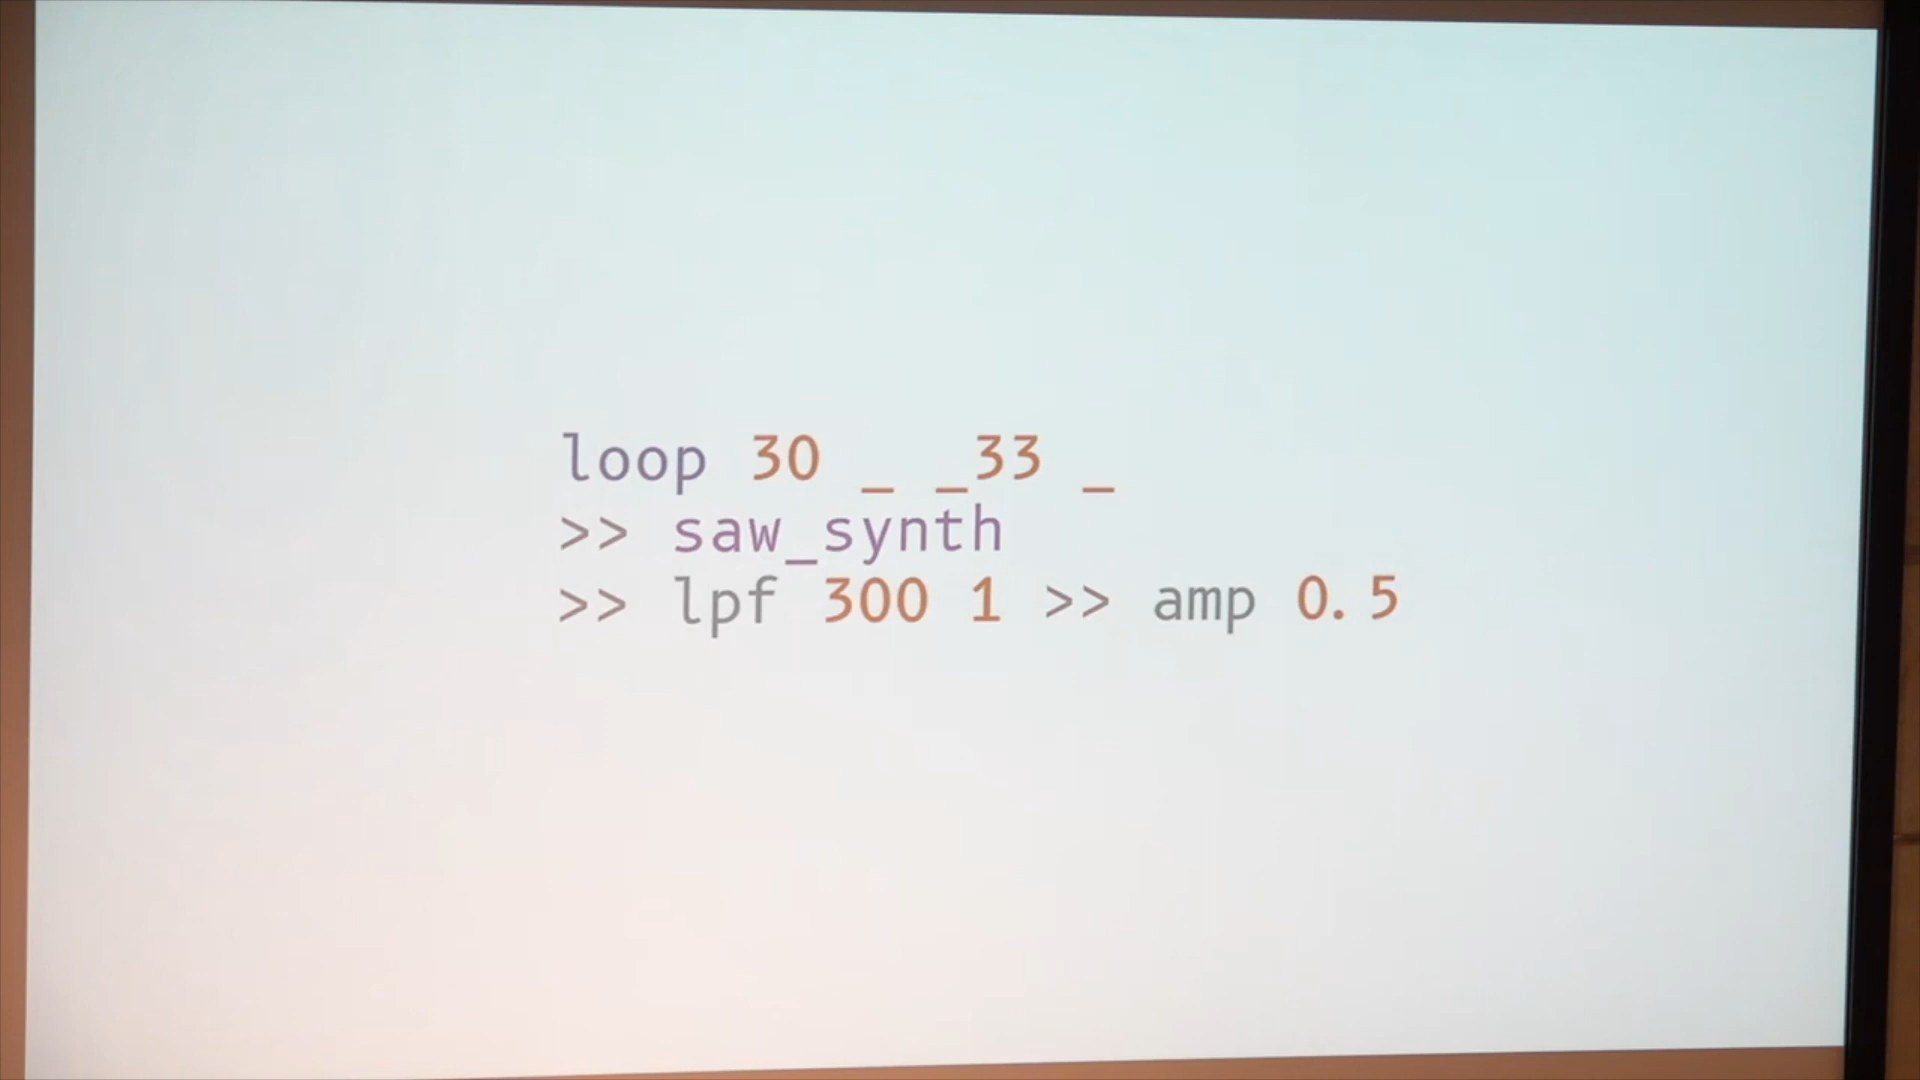 loop 30 _ _33 _
>> saw_synth
>> lpf 300 1 >> amp 0.5